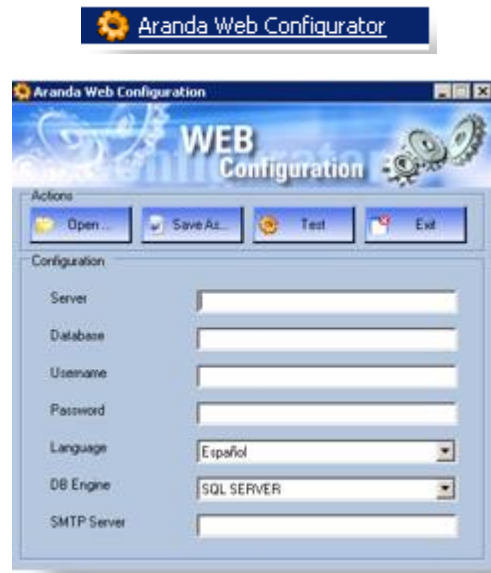 Aranda Web Configurator
Aranda Web Configuration
WEB
Configuration
Actions
Open... Save As... Test Exit
Configuration
Server
Database
Username
Password
Language Español
DB Engine SQL SERVER
SMTP Server